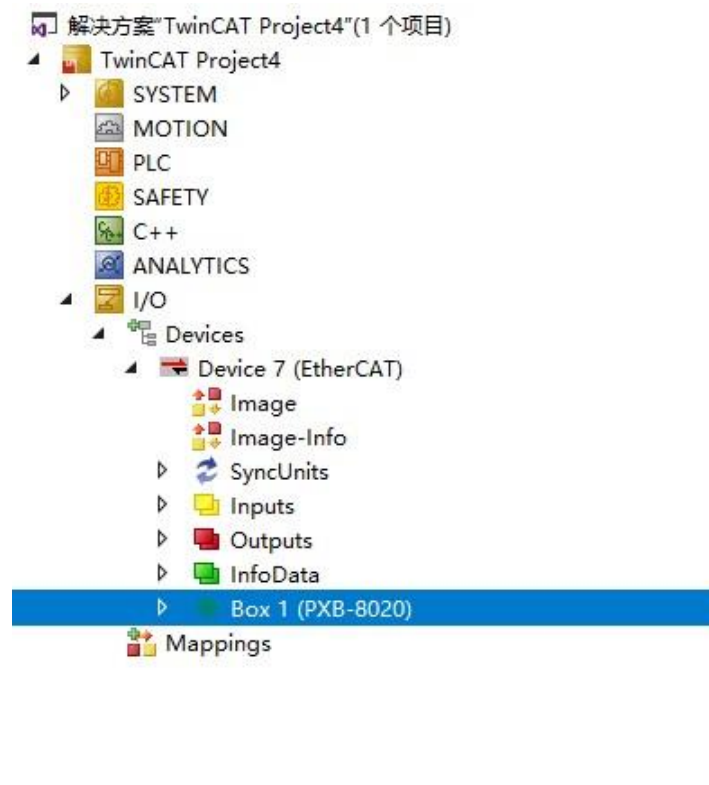 解决方案"TwinCAT Project4"(1 个项目)
TwinCAT Project4
SYSTEM
MOTION
PLC
SAFETY
C++
ANALYTICS
I/O
Devices
Device 7 (EtherCAT)
Image
Image-Info
SyncUnits
Inputs
Outputs
InfoData
Box 1 (PXB-8020)
Mappings